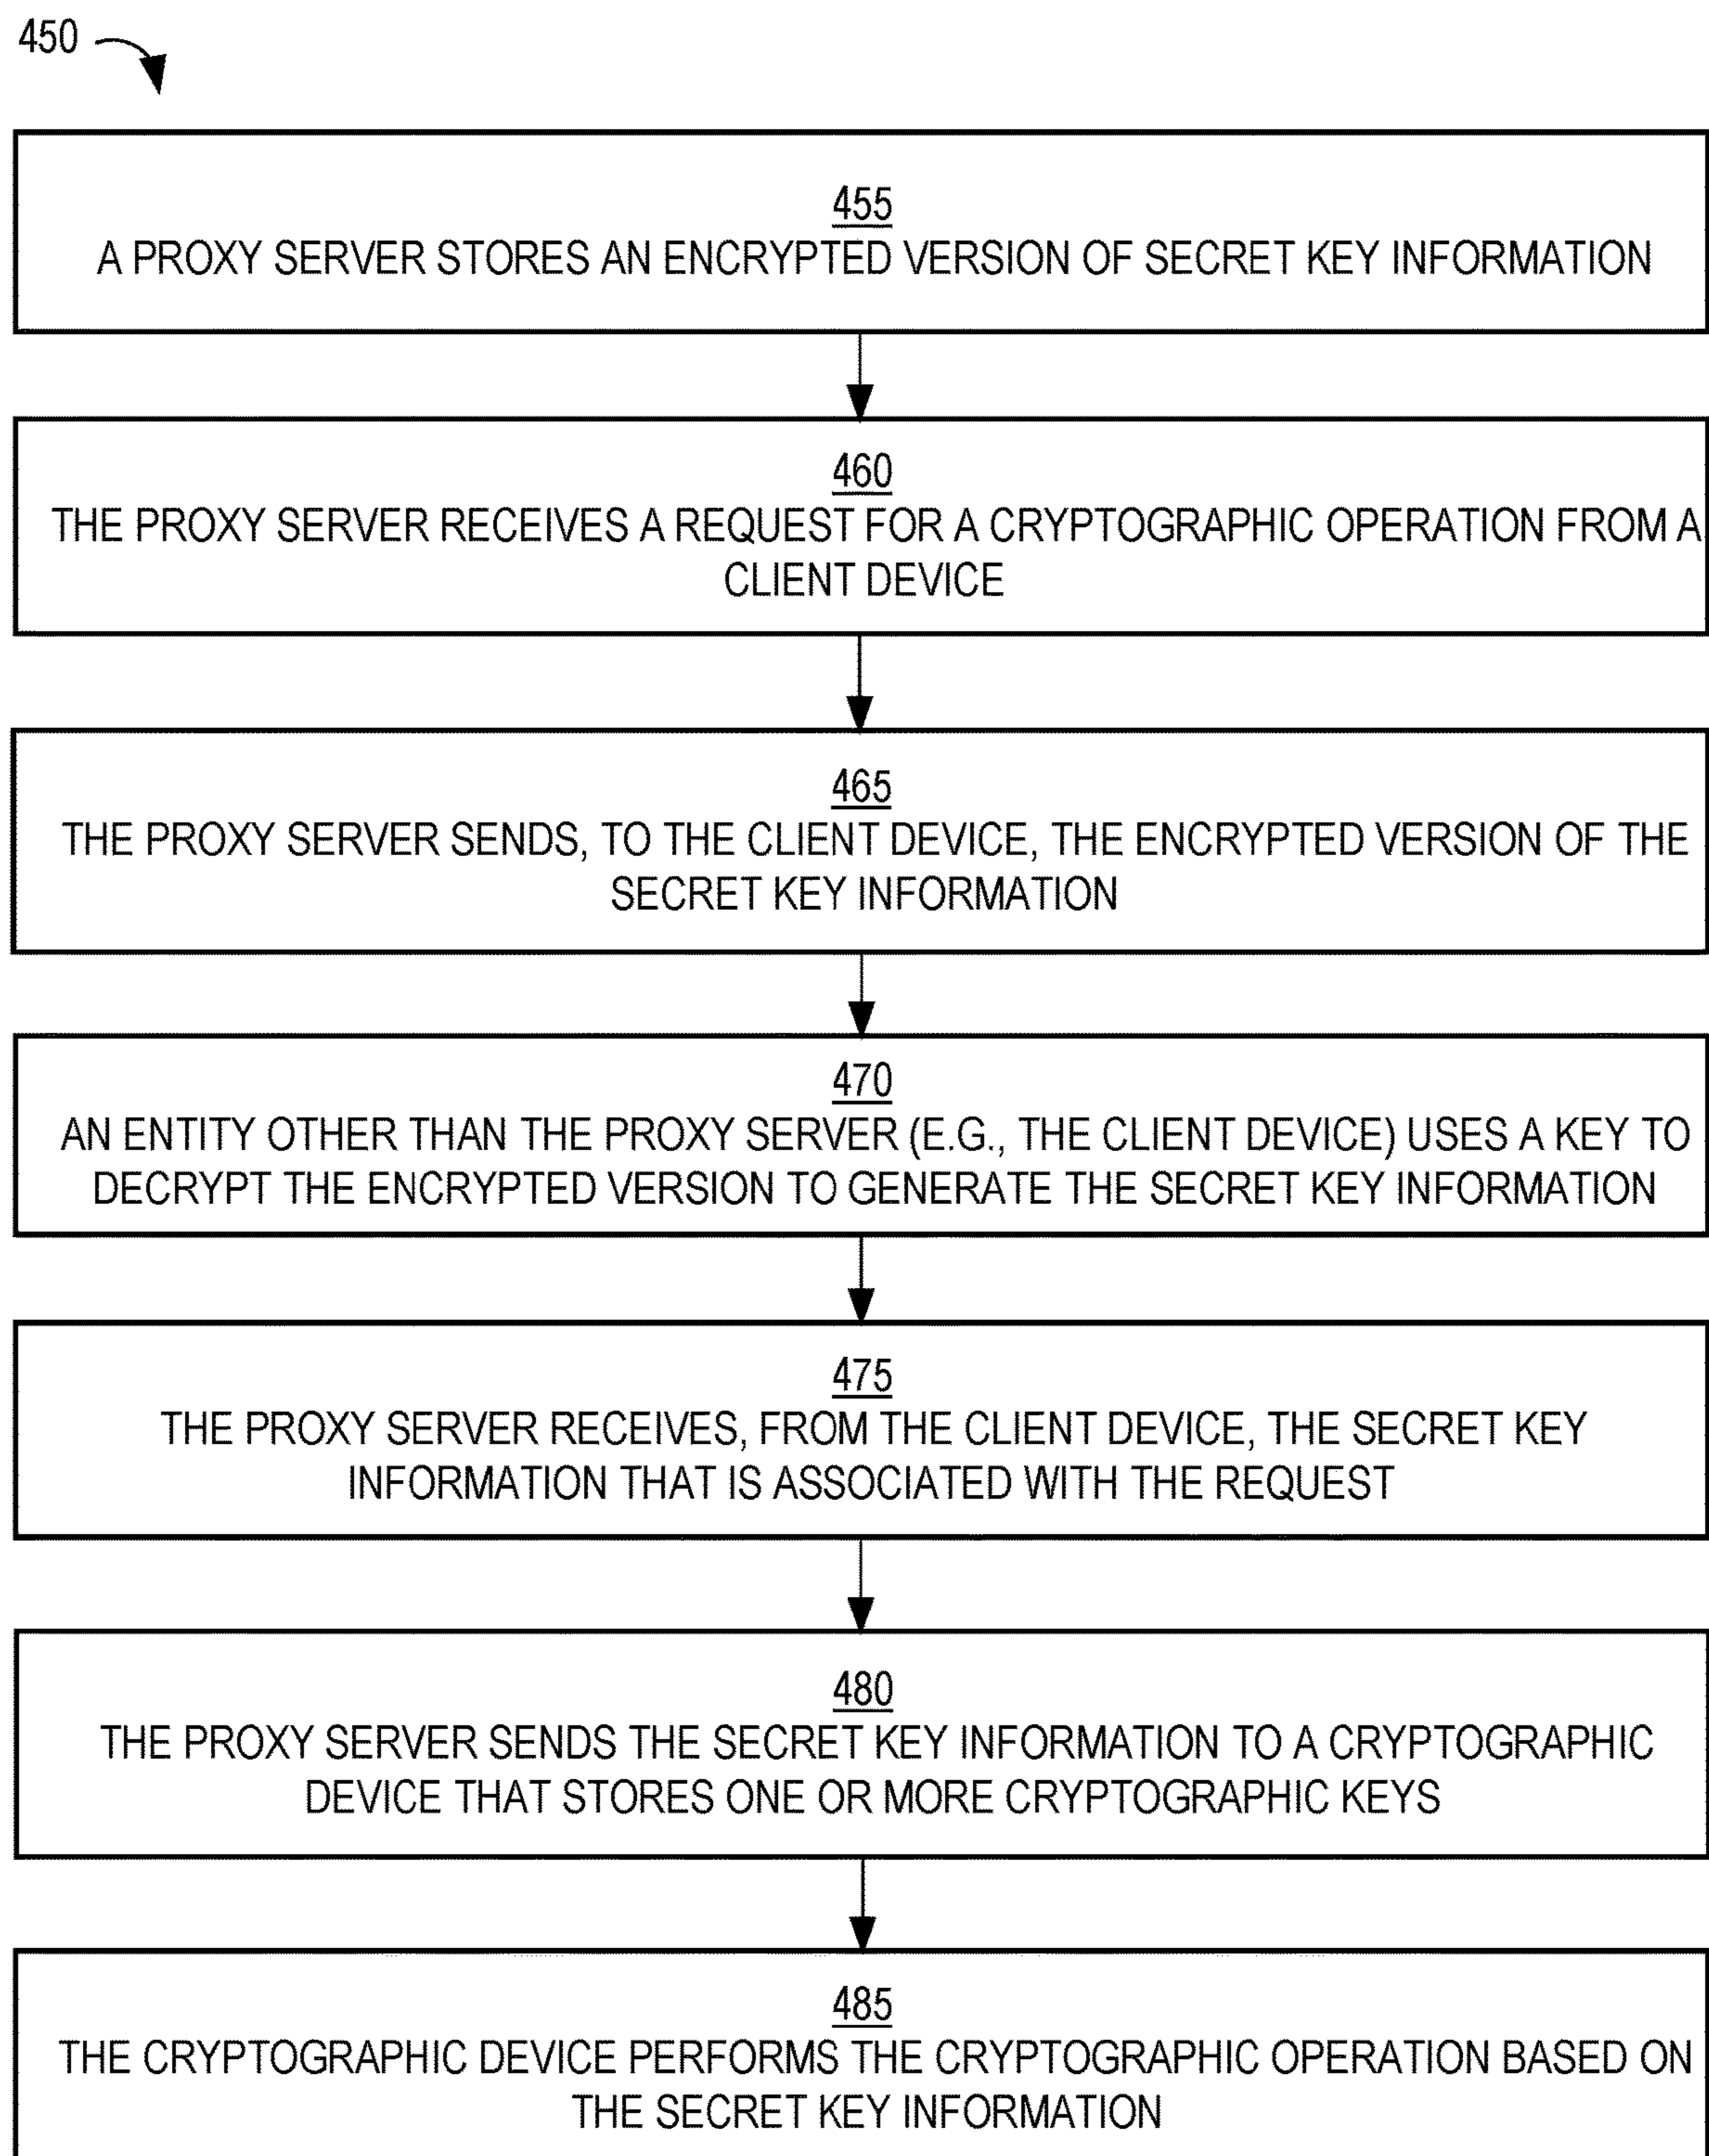 450
455
A PROXY SERVER STORES AN ENCRYPTED VERSION OF SECRET KEY INFORMATION
460
THE PROXY SERVER RECEIVES A REQUEST FOR A CRYPTOGRAPHIC OPERATION FROM A
CLIENT DEVICE
465
THE PROXY SERVER SENDS, TO THE CLIENT DEVICE, THE ENCRYPTED VERSION OF THE
SECRET KEY INFORMATION
470
AN ENTITY OTHER THAN THE PROXY SERVER (E.G., THE CLIENT DEVICE) USES A KEY TO
DECRYPT THE ENCRYPTED VERSION TO GENERATE THE SECRET KEY INFORMATION
475
THE PROXY SERVER RECEIVES, FROM THE CLIENT DEVICE, THE SECRET KEY
INFORMATION THAT IS ASSOCIATED WITH THE REQUEST
480
THE PROXY SERVER SENDS THE SECRET KEY INFORMATION TO A CRYPTOGRAPHIC
DEVICE THAT STORES ONE OR MORE CRYPTOGRAPHIC KEYS
485
THE CRYPTOGRAPHIC DEVICE PERFORMS THE CRYPTOGRAPHIC OPERATION BASED ON
THE SECRET KEY INFORMATION